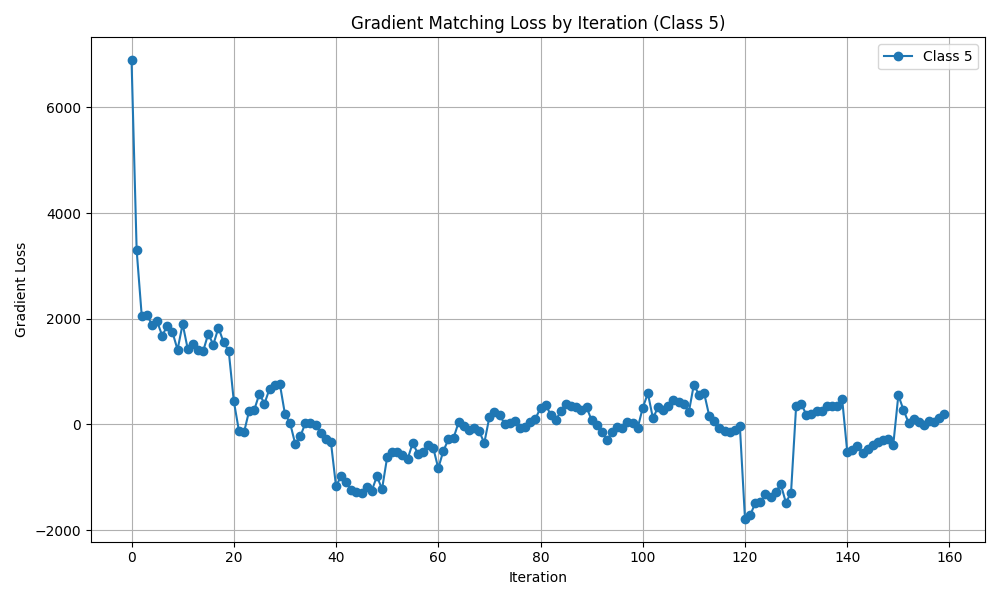 Gradient Matching Loss by Iteration (Class 5)
Class 5
6000
4000
2000
0
−2000
Gradient Loss
0 20 40 60 80 100 120 140 160
Iteration